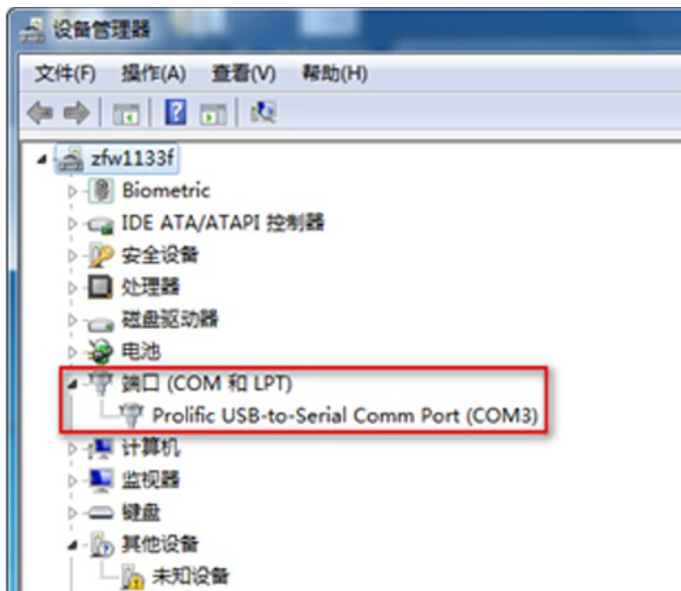 设备管理器
文件(F) 操作(A) 查看(V) 帮助(H)
zfw1133f
Biometric
IDE ATA/ATAPI 控制器
安全设备
处理器
磁盘驱动器
电池
端口 (COM 和 LPT)
Prolific USB-to-Serial Comm Port (COM3)
计算机
监视器
键盘
其他设备
未知设备